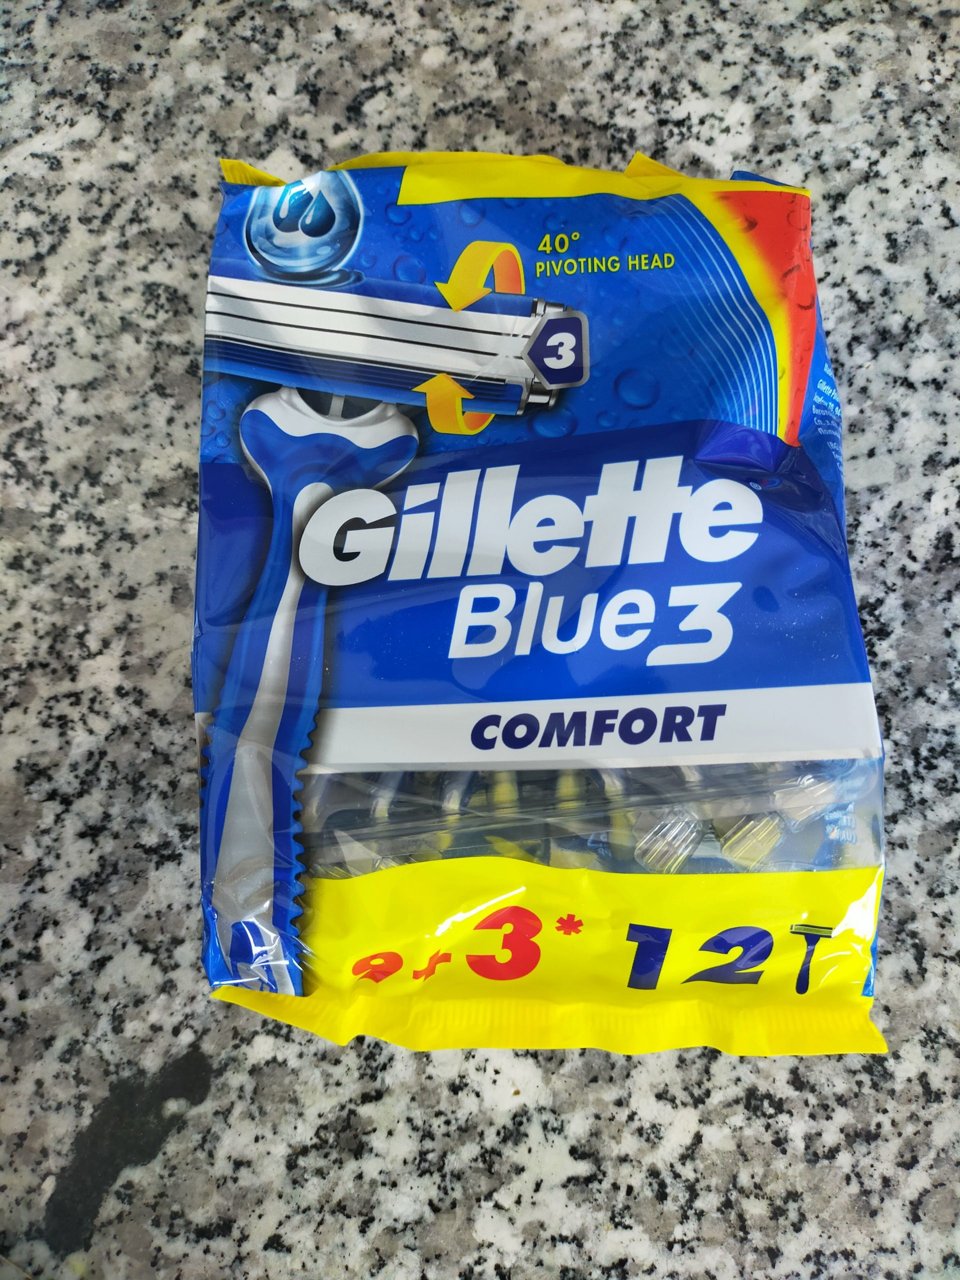 40°
PIVOTING HEAD
3
Gillette®
Blue3
COMFORT
9+3* 12